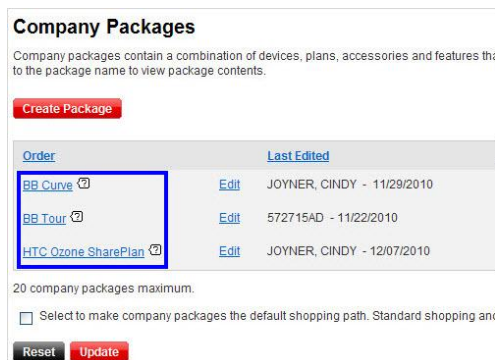 Company Packages
Company packages contain a combination of devices, plans, accessories and features
to the package name to view package contents.
Create Package
Order Last Edited
BB Curve Edit JOYNER, CINDY - 11/29/2010
BB Tour Edit 572715AD - 11/22/2010
HTC Ozone SharePlan Edit JOYNER, CINDY - 12/07/2010
20 company packages maximum.
Select to make company packages the default shopping path. Standard shopping
Reset Update